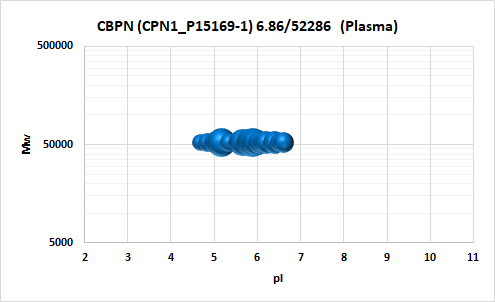 CBPN (CPN1_P15169-1) 6.86/52286 (Plasma)
500000
50000
5000
Mw
2 3 4 5 6 7 8 9 10 11
pI